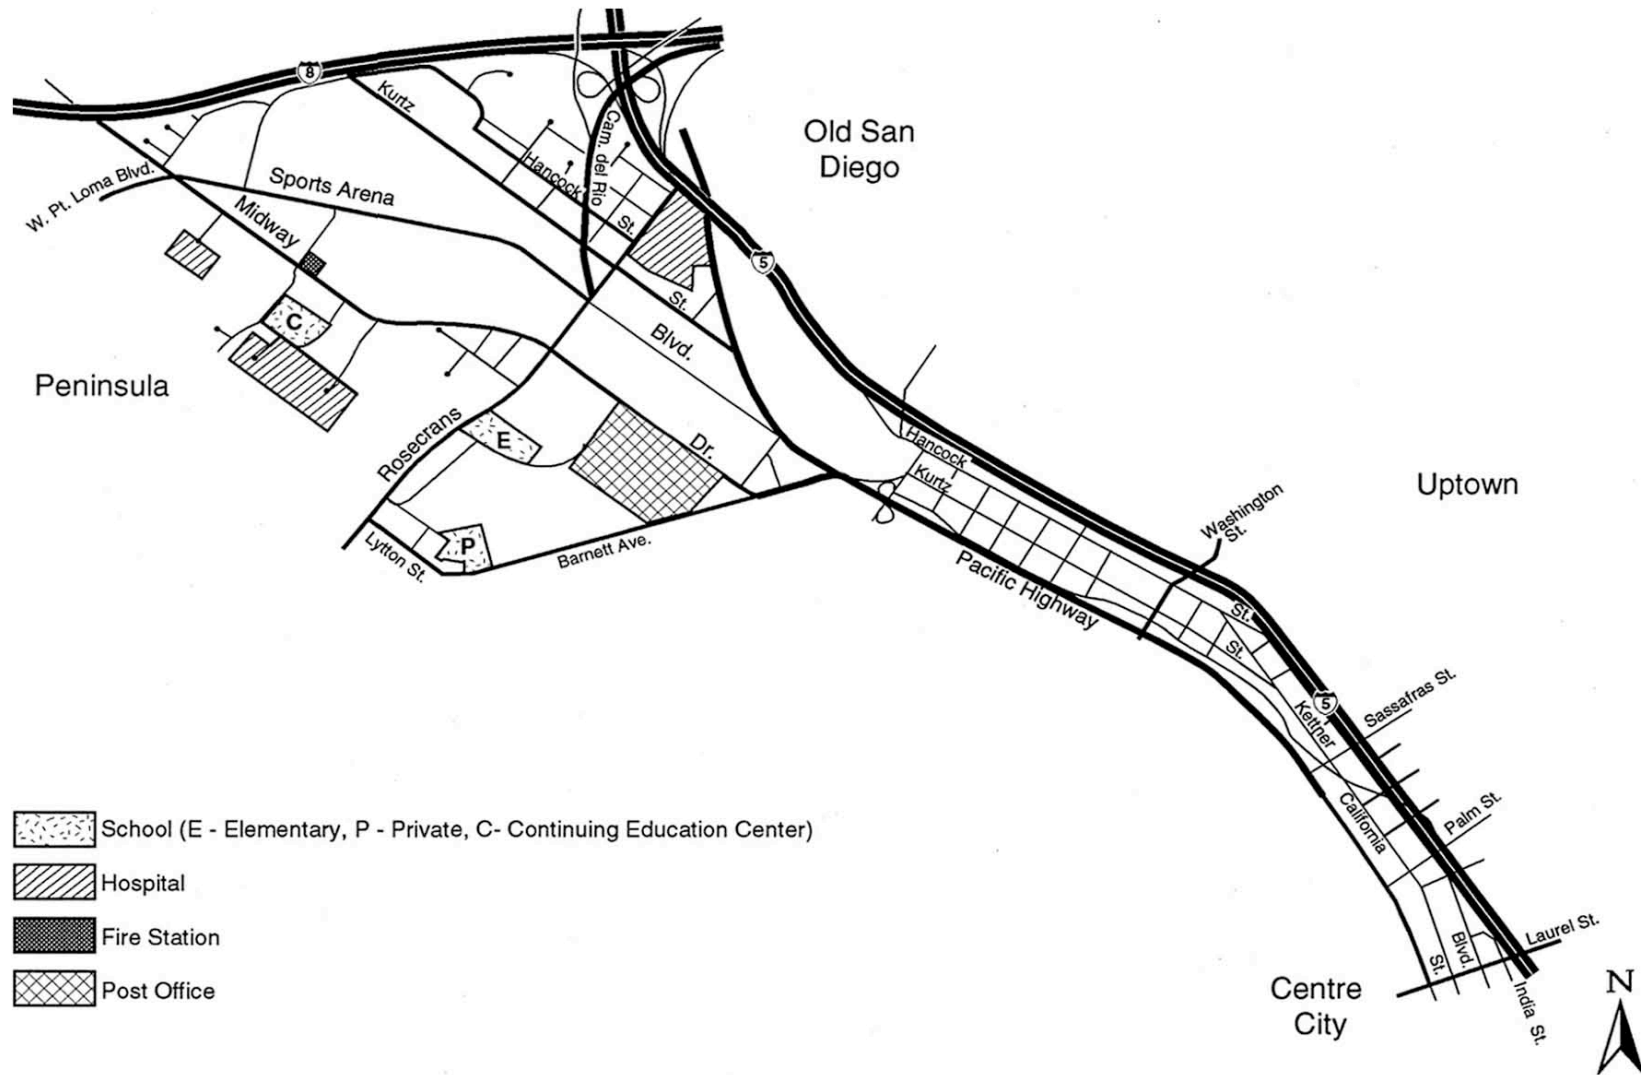 8
Kurtz
Cam. del Rio
Old San
Diego
Hancock
W. Pt. Loma Blvd.
Sports Arena
Midway
St.
5
St.
C
Blvd.
Peninsula
Rosecrans
E
Dr.
Hancock
Kurtz
Uptown
Washington
St.
P
Lytton St.
Barnett Ave.
Pacific Highway
St.
St.
5
Sassafras St.
Kettner
California
Palm St.
School (E - Elementary, P - Private, C- Continuing Education Center)
Hospital
Fire Station
Post Office
Laurel St.
Blvd.
St.
India St.
Centre
City
N